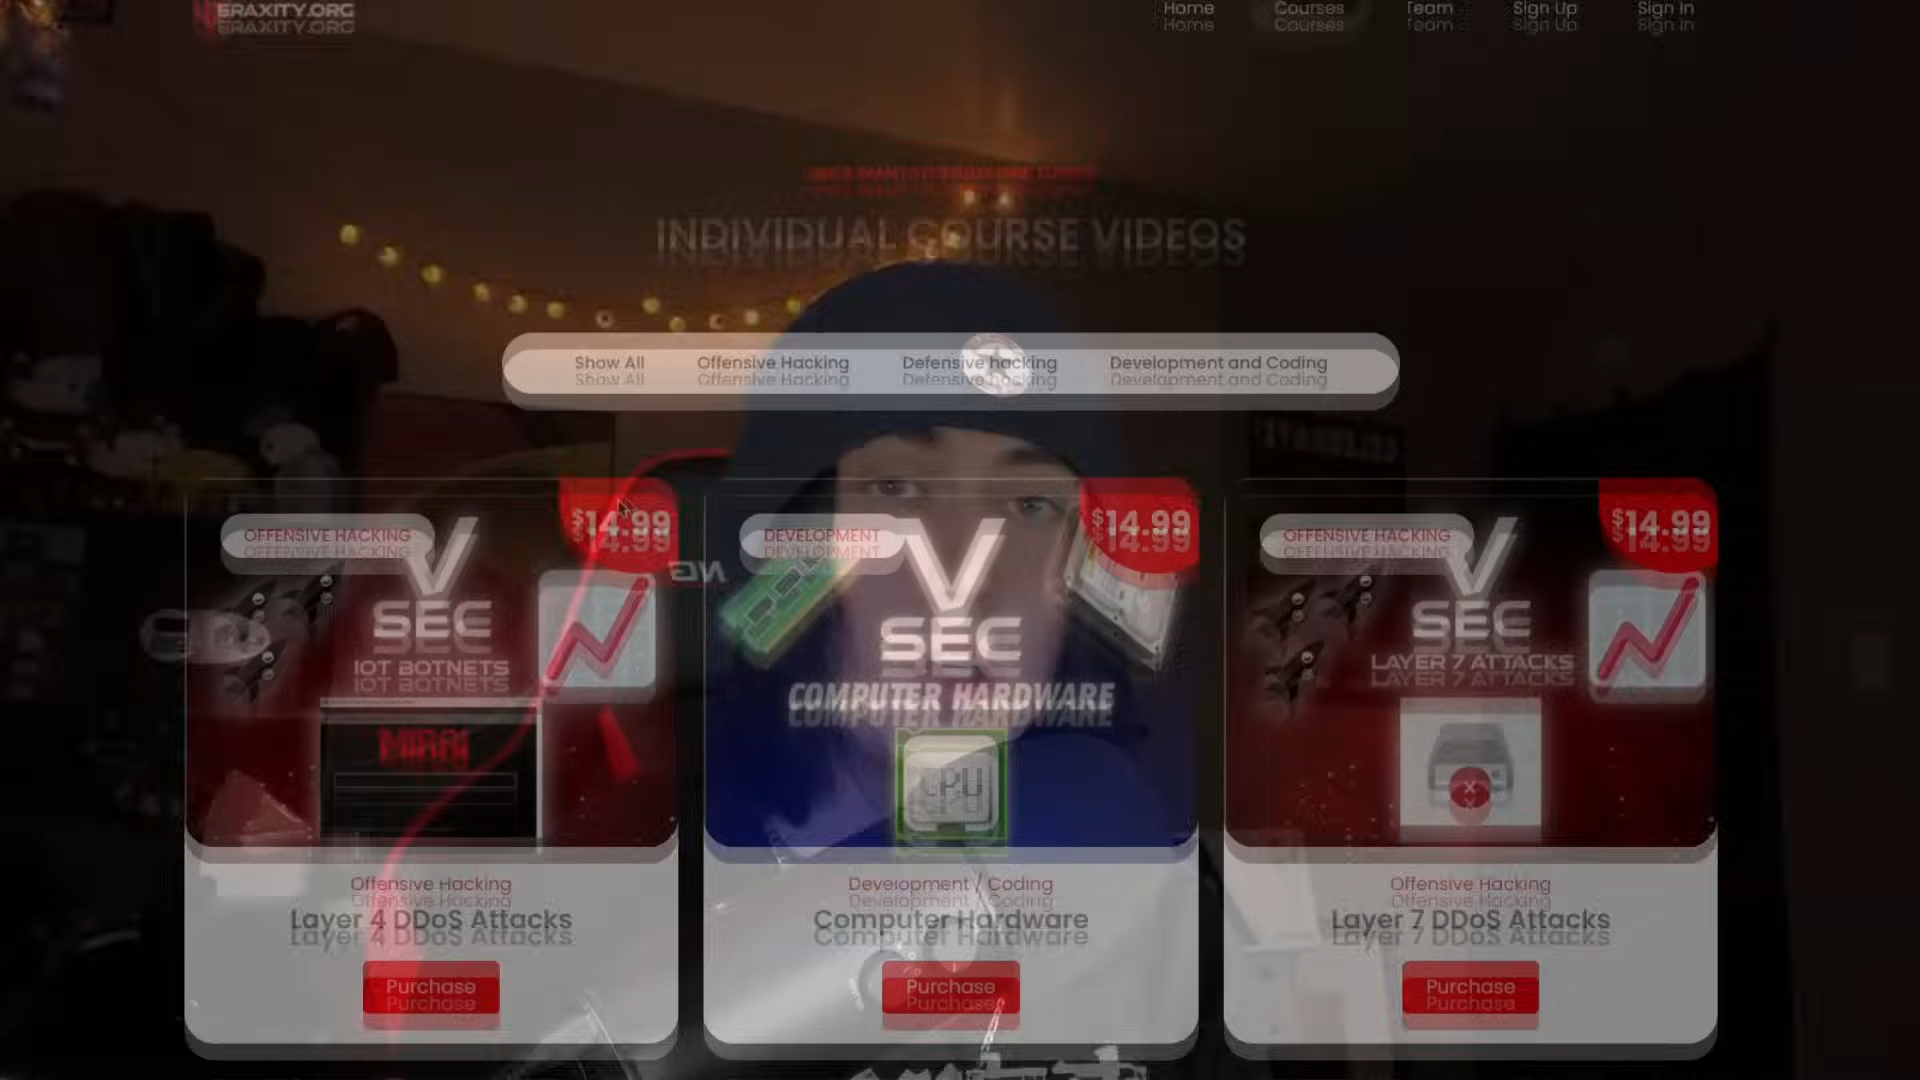 ERAXITY.ORG
Home
Courses
Team
Sign Up
Sign In
INDIVIDUAL COURSE VIDEOS
Show All
Offensive Hacking
Defensive hacking
Development and Coding
OFFENSIVE HACKING
$14.99
V
SEC
IOT BOTNETS
MIRAI
Offensive Hacking
Layer 4 DDoS Attacks
Purchase
DEVELOPMENT
$14.99
V
SEC
COMPUTER HARDWARE
CPU
Development / Coding
Computer Hardware
Purchase
OFFENSIVE HACKING
$14.99
V
SEC
LAYER 7 ATTACKS
Offensive Hacking
Layer 7 DDoS Attacks
Purchase